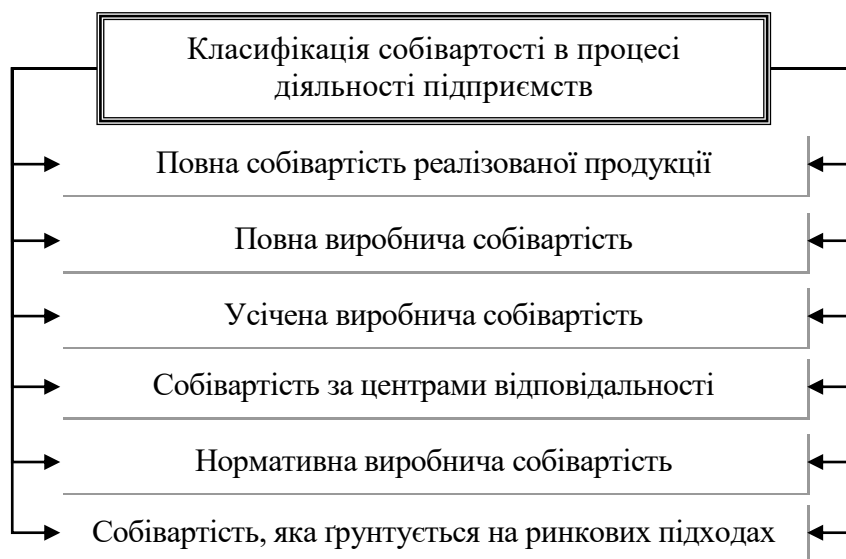 Класифікація собівартості в процесі
діяльності підприємств
Повна собівартість реалізованої продукції
Повна виробнича собівартість
Усічена виробнича собівартість
Собівартість за центрами відповідальності
Нормативна виробнича собівартість
Собівартість, яка ґрунтується на ринкових підходах